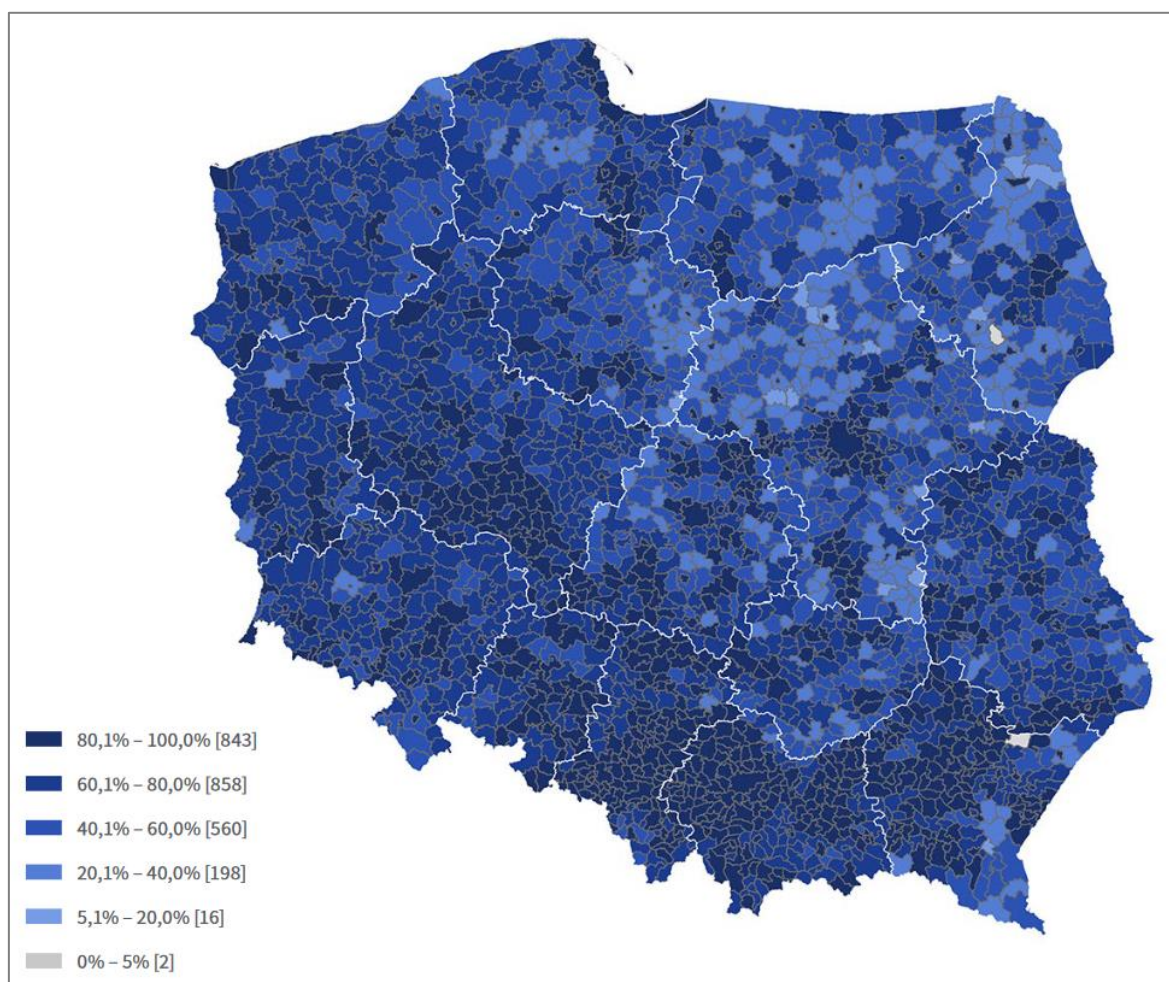 80,1% – 100,0% [843]
60,1% – 80,0% [858]
40,1% – 60,0% [560]
20,1% – 40,0% [198]
5,1% – 20,0% [16]
0% – 5% [2]